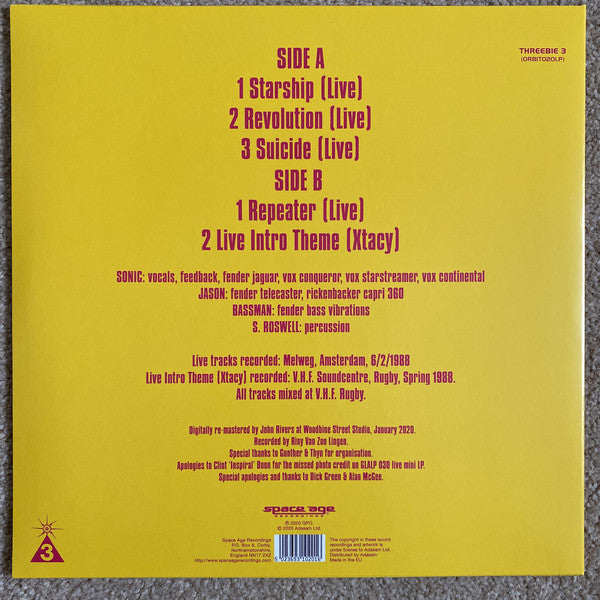 THREEBIE 3
(ORBIT020LP)
SIDE A
1 Starship (Live)
2 Revolution (Live)
3 Suicide (Live)
SIDE B
1 Repeater (Live)
2 Live Intro Theme (Xtacy)
SONIC: vocals, feedback, fender jaguar, vox conqueror, vox starstreamer, vox continental
JASON: fender telecaster, rickenbacker capri 360
BASSMAN: fender bass vibrations
S. ROSWELL: percussion
Live tracks recorded: Melweg, Amsterdam, 6/2/1988
Live Intro Theme (Xtacy) recorded: V.H.F. Soundcentre, Rugby, Spring 1988.
All tracks mixed at V.H.F. Rugby.
Digitally re-mastered by John Rivers at Woodbine Street Studio, January 2020.
Recorded by Riny Van Zon Lingen.
Special thanks to Gunther & Thyn for organisation.
Apologies to Clint 'Inspiral' Boon for the missed photo credit on GLALP 030 live mini LP.
Special apologies and thanks to Dick Green & Alan McGee.
space age
RECORDINGS
℗ 2020 GPO.
© 2020 Adasam Ltd.
3
Space Age Recordings
P.O. Box 8, Corby,
Northamptonshire,
England NN17 2XZ
http://www.spaceagerecordings.com
5 023693 102016
The copyright in these sound
recordings and artwork is
under license to Adasam Ltd.
Distributed by Adasam
Made in the EU